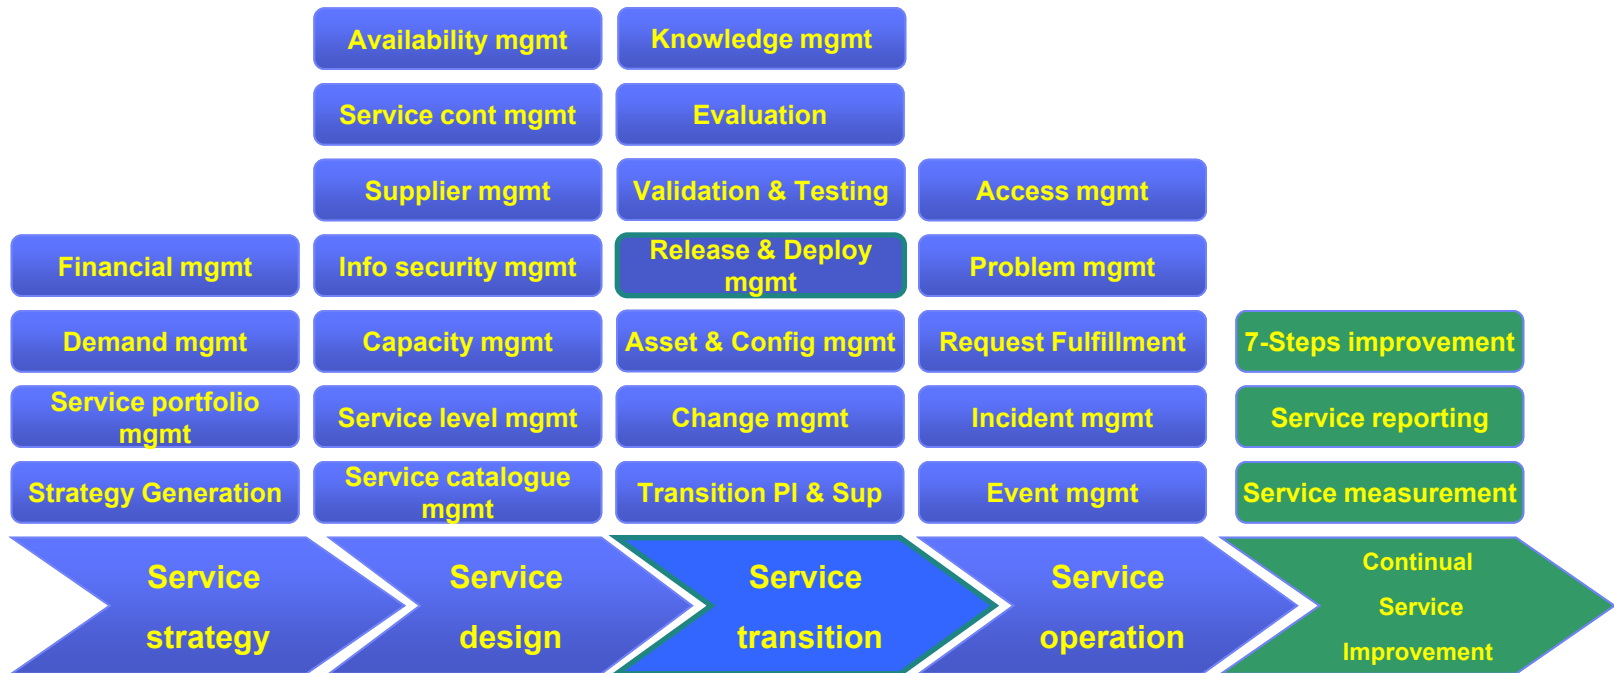 Availability mgmt
Knowledge mgmt
Service cont mgmt
Evaluation
Supplier mgmt
Validation & Testing
Access mgmt
Financial mgmt
Info security mgmt
Release & Deploy
mgmt
Problem mgmt
Demand mgmt
Capacity mgmt
Asset & Config mgmt
Request Fulfillment
7-Steps improvement
Service portfolio
mgmt
Service level mgmt
Change mgmt
Incident mgmt
Service reporting
Strategy Generation
Service catalogue
mgmt
Transition Pl & Sup
Event mgmt
Service measurement
Service
strategy
Service
design
Service
transition
Service
operation
Continual
Service
Improvement